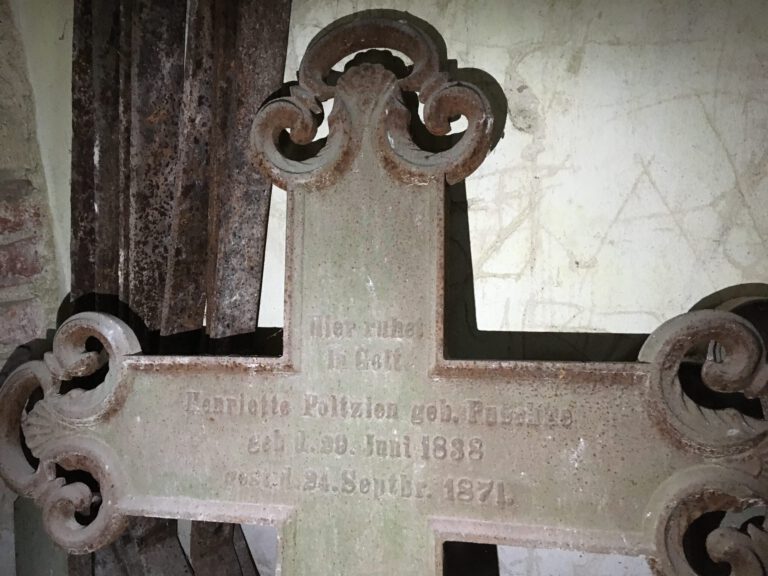 Hier ruhet
in Gott
Henriette Poltzien geb.
geb d. 29. Juni 1838
gest. d. 24. Septbr. 1871.